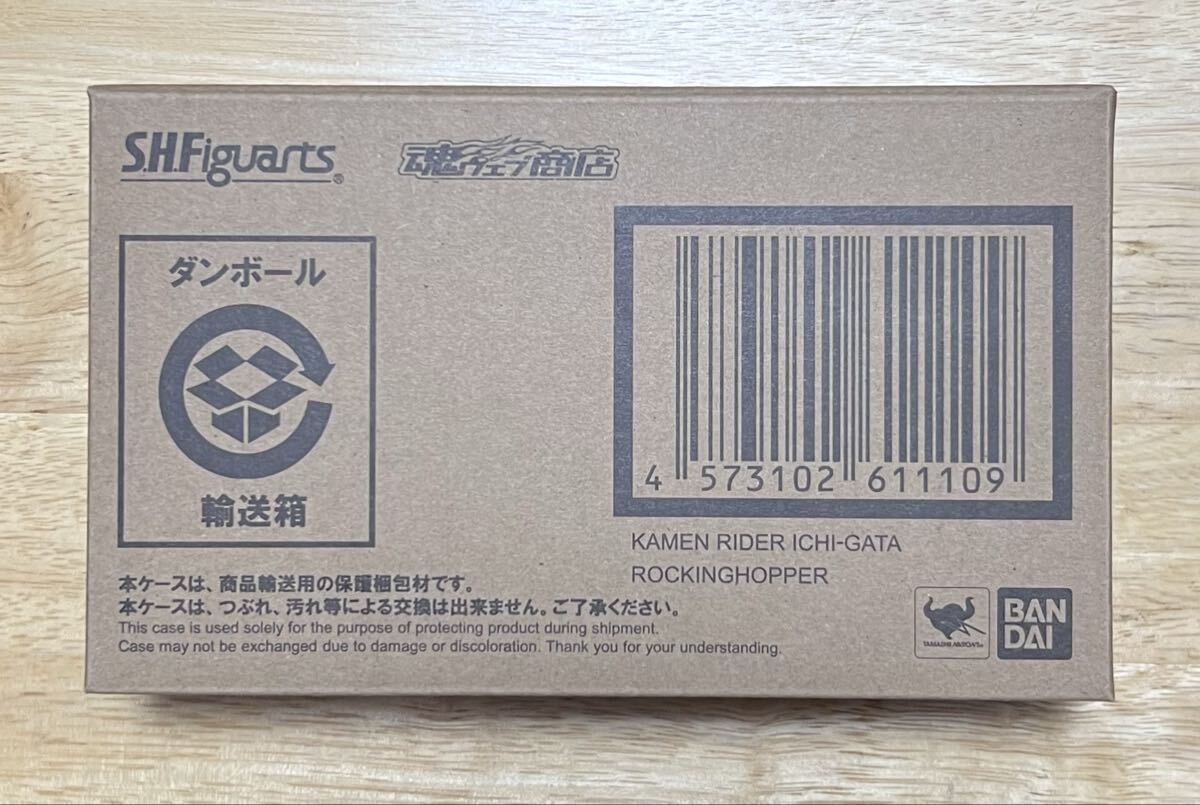 S.H.Figuarts®
魂ウェブ商店
ダンボール
輸送箱
4 573102 611109
KAMEN RIDER ICHI-GATA
ROCKINGHOPPER
本ケースは、商品輸送用の保護梱包材です。
本ケースは、つぶれ、汚れ等による交換は出来ません。ご了承ください。
This case is used solely for the purpose of protecting product during shipment.
Case may not be exchanged due to damage or discoloration. Thank you for your understanding.
TAMASHII NATIONS
BAN
DAI